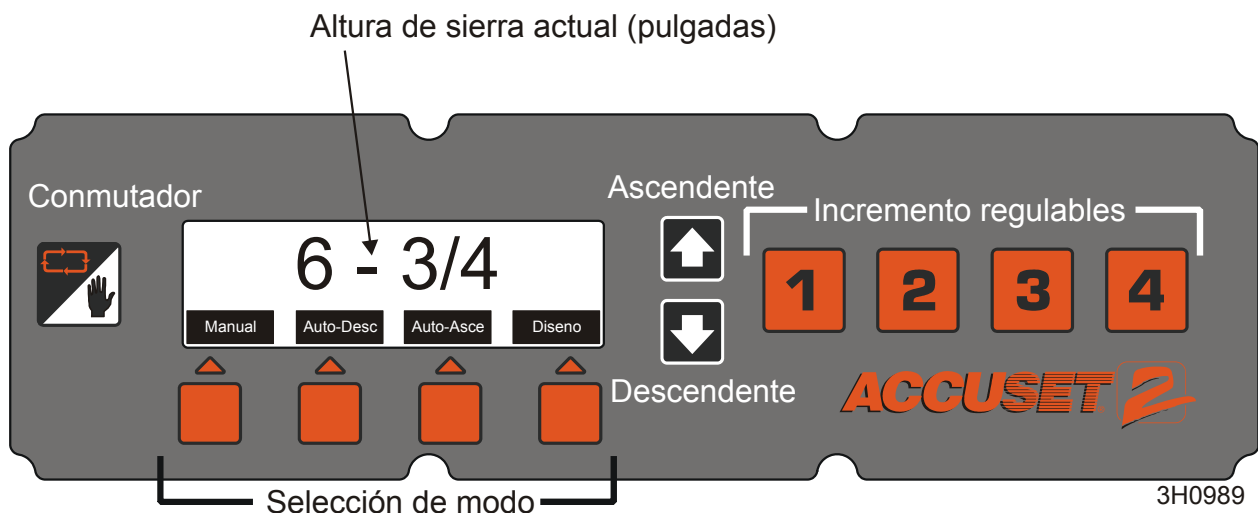 Altura de sierra actual (pulgadas)
Conmutador
6 - 3/4
Manual
Auto-Desc
Auto-Asce
Diseno
Ascendente
Descendente
Incremento regulables
1
2
3
4
ACCUSET 2
Selección de modo
3H0989